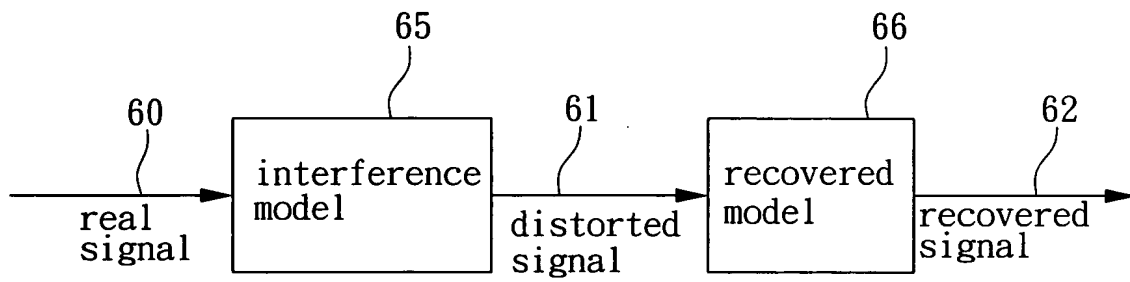 65
66
60
61
62
interference
model
recovered
model
real
signal
distorted
signal
recovered
signal